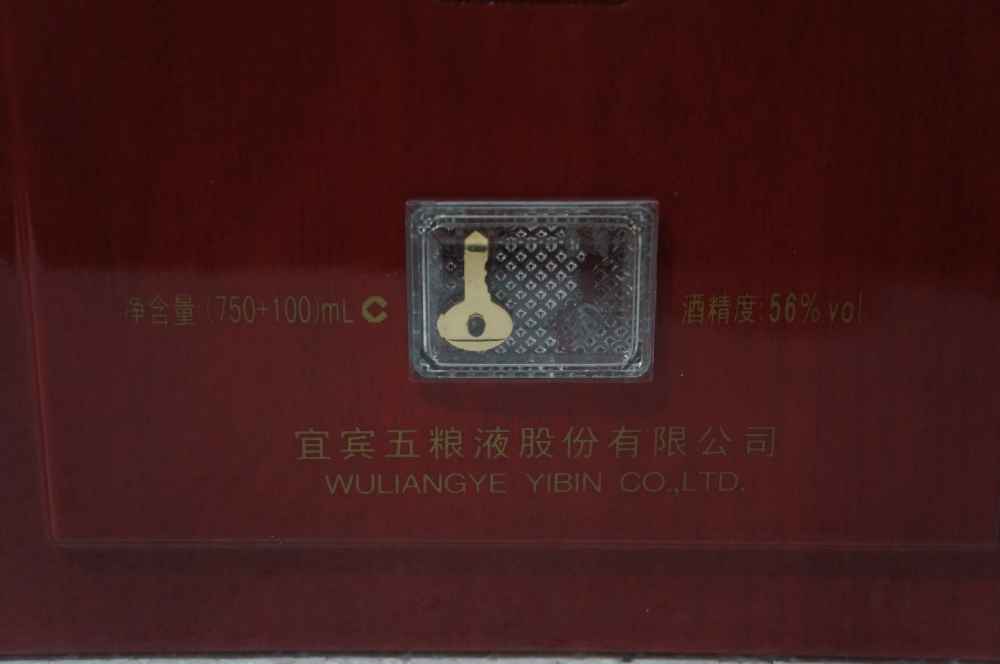 净含量:(750+100)mL C 酒精度:56%vol
宜宾五粮液股份有限公司
WULIANGYE YIBIN CO.,LTD.